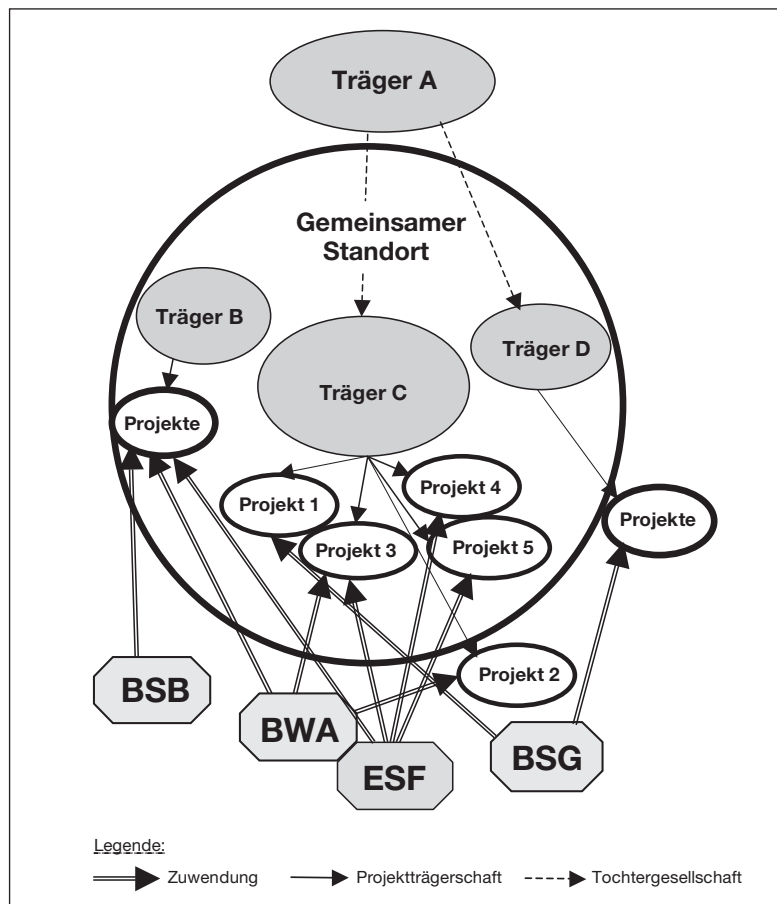 Träger A
Gemeinsamer
Standort
Träger B
Träger D
Träger C
Projekte
Projekt 4
Projekt 1
Projekte
Projekt 3
Projekt 5
Projekt 2
BSB
BWA
BSG
ESF
Legende:
Zuwendung
Projektträgerschaft
Tochtergesellschaft